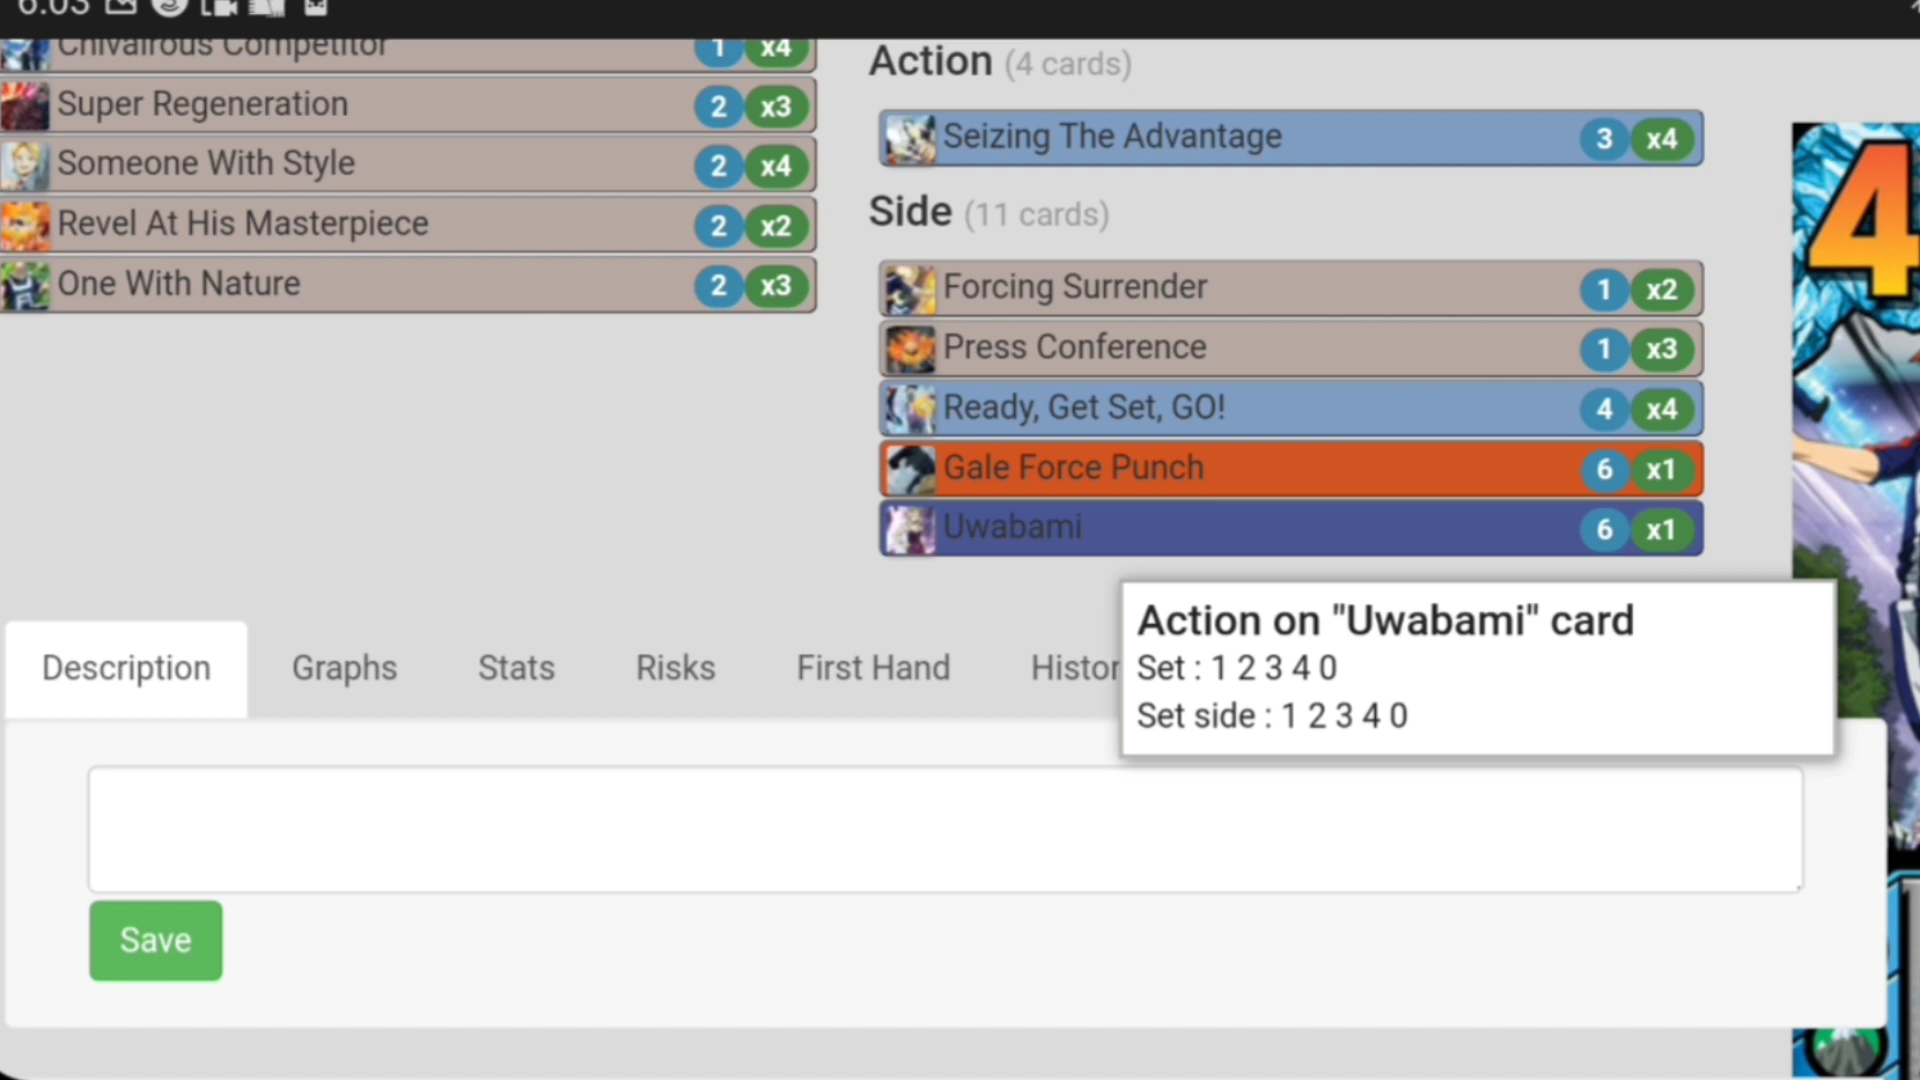 6:03
Chivalrous Competitor 1 x4
Super Regeneration 2 x3
Someone With Style 2 x4
Revel At His Masterpiece 2 x2
One With Nature 2 x3
Action (4 cards)
Seizing The Advantage 3 x4
Side (11 cards)
Forcing Surrender 1 x2
Press Conference 1 x3
Ready, Get Set, GO! 4 x4
Gale Force Punch 6 x1
Uwabami 6 x1
4
Action on "Uwabami" card
Set : 1 2 3 4 0
Set side : 1 2 3 4 0
Description Graphs Stats Risks First Hand Histor
Save